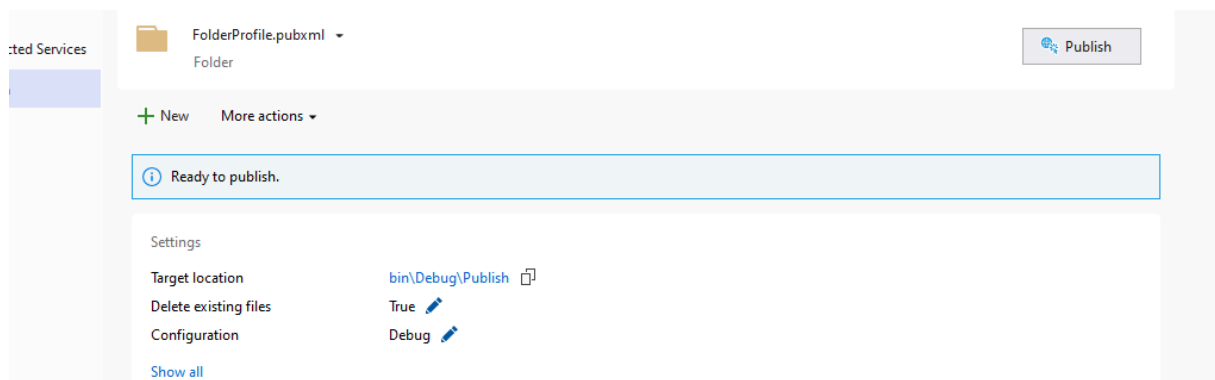 FolderProfile.pubxml
Folder
Publish
Services
New More actions
Ready to publish.
Settings
Target location bin\Debug\Publish
Delete existing files True
Configuration Debug
Show all